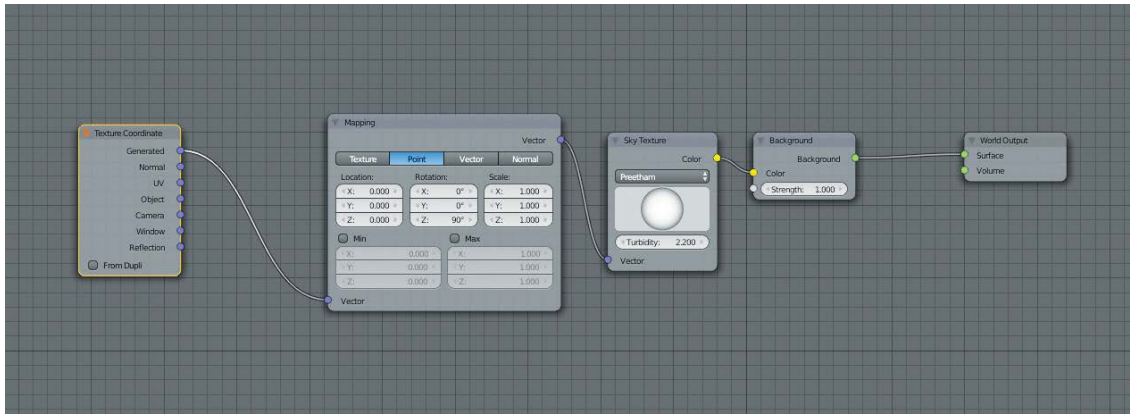 Texture Coordinate
Generated
Normal
UV
Object
Camera
Window
Reflection
From Dupli
Mapping
Vector
Texture Point Vector Normal
Location: Rotation: Scale:
X: 0.000 X: 0° X: 1.000
Y: 0.000 Y: 0° Y: 1.000
Z: 0.000 Z: 90° Z: 1.000
Min Max
X: 0.000 X: 1.000
Y: 0.000 Y: 1.000
Z: 0.000 Z: 1.000
Vector
Sky Texture
Color
Preetham
Turbidity: 2.200
Vector
Background
Background
Color
Strength: 1.000
World Output
Surface
Volume